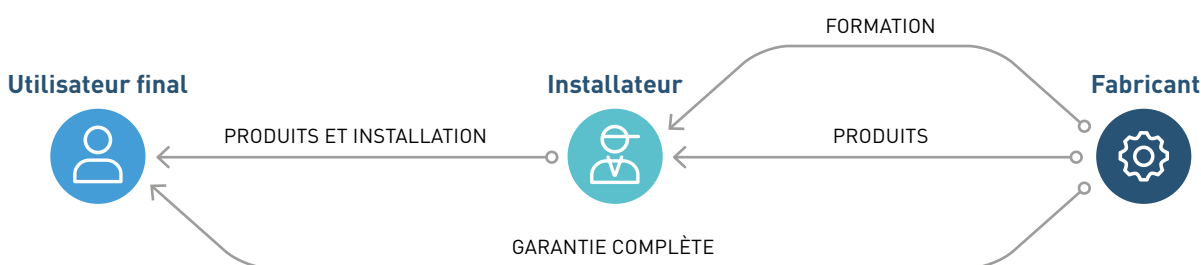 FORMATION
Utilisateur final
Installateur
Fabricant
PRODUITS ET INSTALLATION
PRODUITS
GARANTIE COMPLÈTE